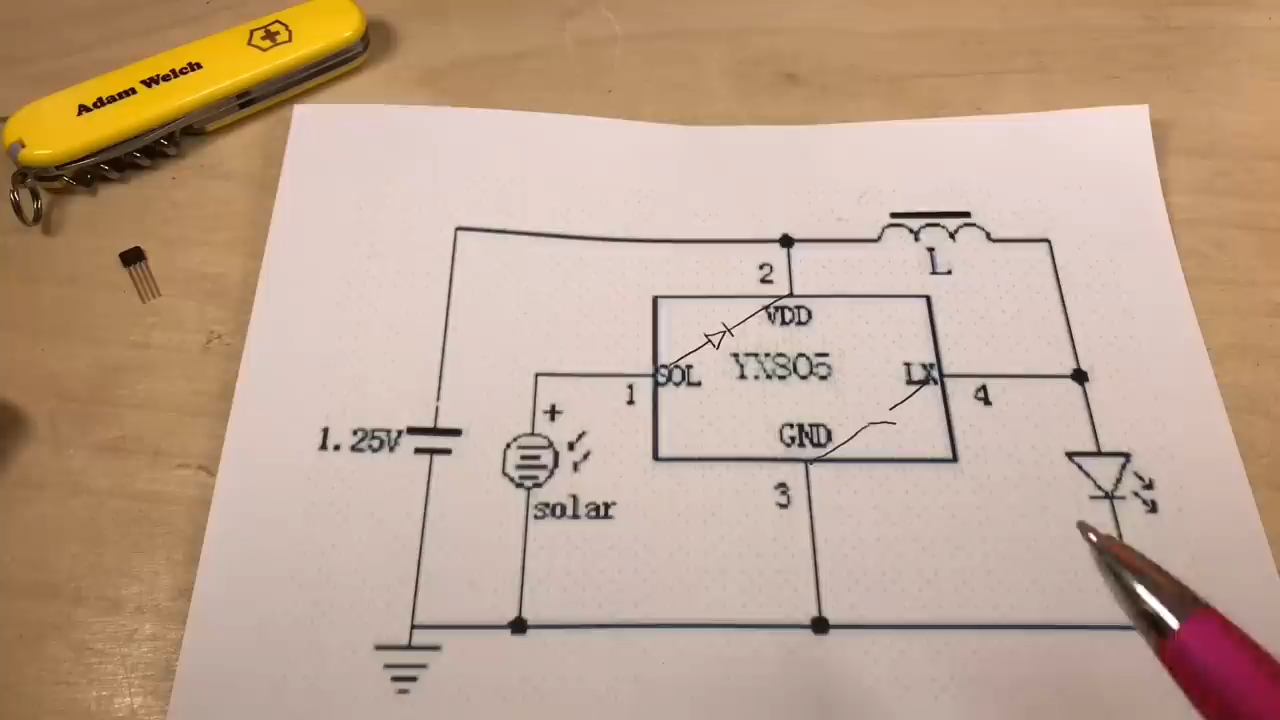 Adam Welch
L
2
VDD
YX805
SOL
LX
1
4
+
1.25V
GND
3
solar